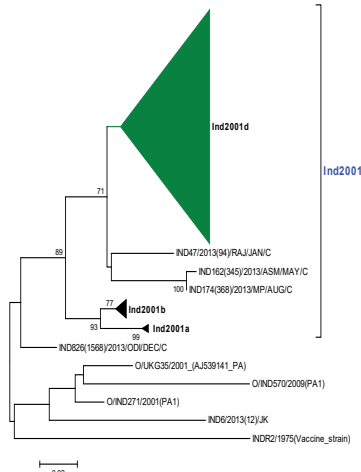 Ind2001d
Ind2001
71
IND47/2013(94)/RAJ/JAN/C
89
IND162(345)/2013/ASM/MAY/C
100
IND174(368)/2013/MP/AUG/C
77
Ind2001b
93
Ind2001a
99
IND826(1568)/2013/ODI/DEC/C
O/UKG35/2001_(AJ539141_PA)
O/IND570/2009(PA1)
O/IND271/2001(PA1)
IND6/2013(12)/JK
INDR2/1975(Vaccine_strain)